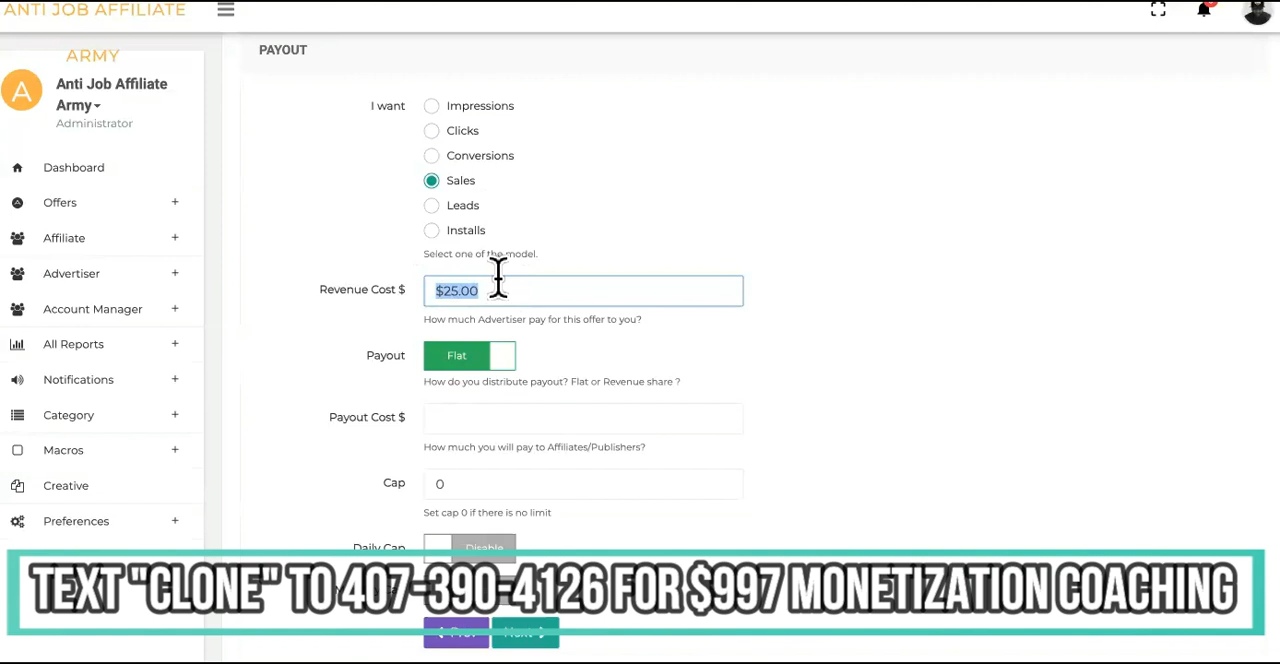 ANTI JOB AFFILIATE
ARMY
A
Anti Job Affiliate
Army
Administrator
Dashboard
Offers +
Affiliate +
Advertiser +
Account Manager +
All Reports +
Notifications +
Category +
Macros +
Creative
Preferences +
PAYOUT
I want
Impressions
Clicks
Conversions
Sales
Leads
Installs
Select one of the model.
Revenue Cost $ $25.00
How much Advertiser pay for this offer to you?
Payout Flat
How do you distribute payout? Flat or Revenue share ?
Payout Cost $
How much you will pay to Affiliates/Publishers?
Cap 0
Set cap 0 if there is no limit
Daily Cap Disable
TEXT "CLONE" TO 407-390-4126 FOR $997 MONETIZATION COACHING